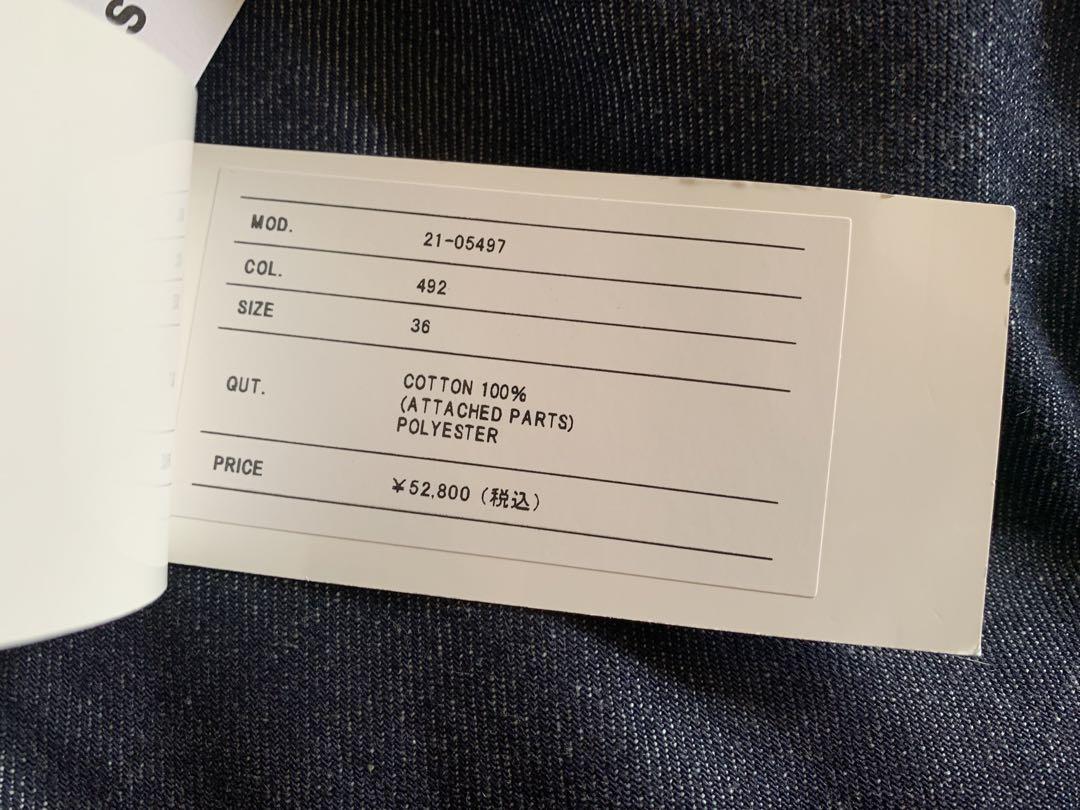 S
MOD. 21-05497
COL. 492
SIZE 36
QUT. COTTON 100%
(ATTACHED PARTS)
POLYESTER
PRICE ¥52,800 (税込)